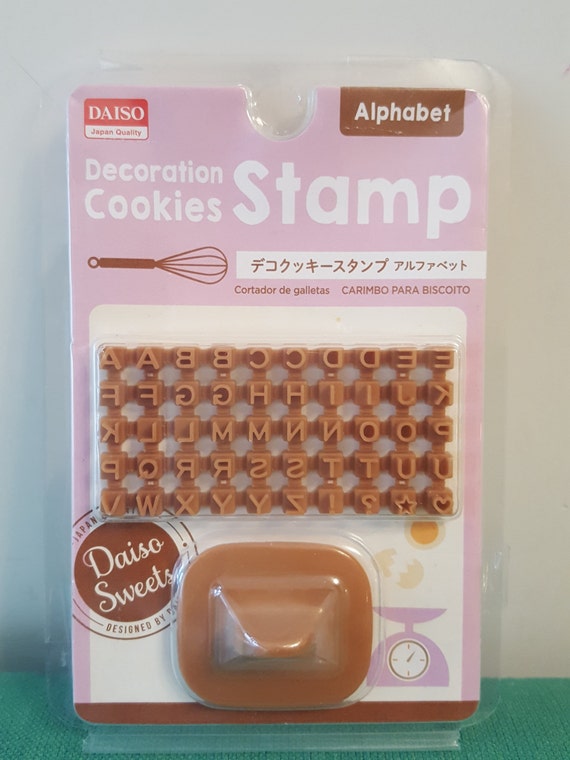 DAISO
Japan Quality
Alphabet
Decoration
Cookies
Stamp
デコクッキースタンプ アルファベット
Cortador de galletas CARIMBO PARA BISCOITO
A A B B C C D D E E
F F G G H H I I J K
K L L M M N N O O P
P Q R R S S T T U U
V W X Y Y Z ! ? ☆ ♡
JAPAN
Daiso
Sweets
DESIGNED BY